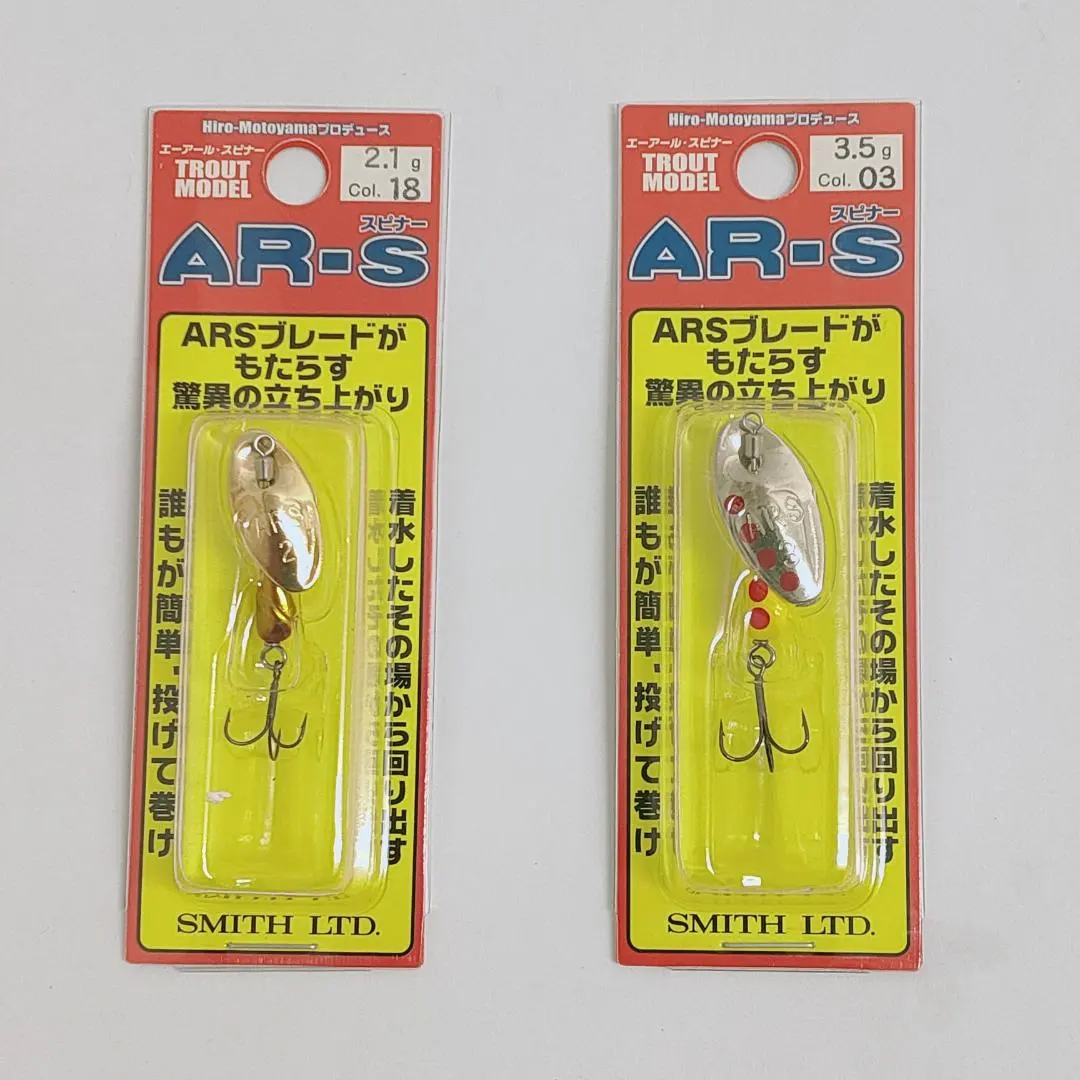 Hiro-Motoyamaプロデュース
エーアール・スピナー
TROUT
MODEL
2.1 g
Col. 18
スピナー
AR-S
ARSブレードが
もたらす
驚異の立ち上がり
着水したその場から回り出す
誰もが簡単、投げて巻け
2
SMITH LTD.
Hiro-Motoyamaプロデュース
エーアール・スピナー
TROUT
MODEL
3.5 g
Col. 03
スピナー
AR-S
ARSブレードが
もたらす
驚異の立ち上がり
着水したその場から回り出す
誰もが簡単、投げて巻け
SMITH LTD.